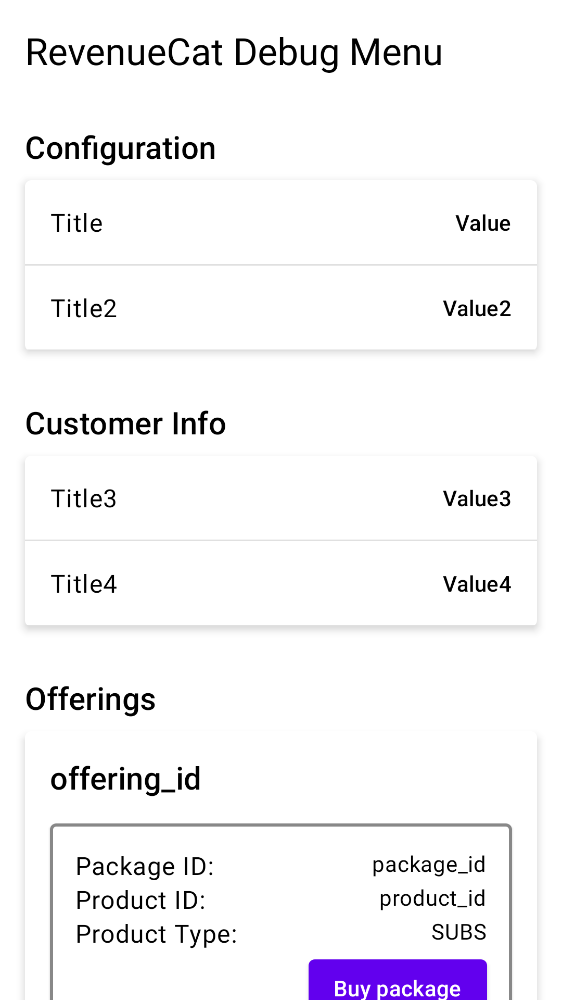 RevenueCat Debug Menu
Configuration
Title Value
Title2 Value2
Customer Info
Title3 Value3
Title4 Value4
Offerings
offering_id
Package ID: package_id
Product ID: product_id
Product Type: SUBS
Buy package